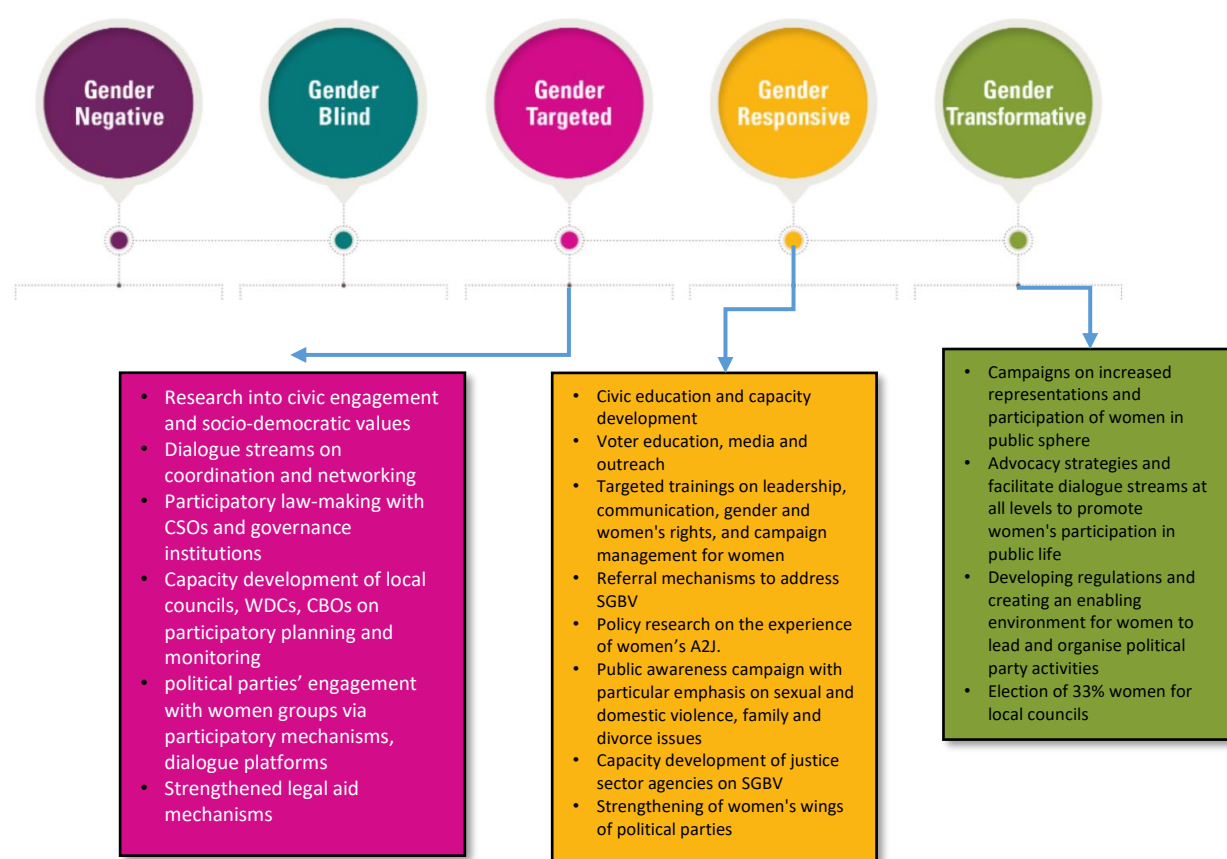 Gender
Negative
Gender
Blind
Gender
Targeted
Gender
Responsive
Gender
Transformative
• Research into civic engagement
and socio-democratic values
• Dialogue streams on
coordination and networking
• Participatory law-making with
CSOs and governance
institutions
• Capacity development of local
councils, WDCs, CBOs on
participatory planning and
monitoring
• political parties’ engagement
with women groups via
participatory mechanisms,
dialogue platforms
• Strengthened legal aid
mechanisms
• Civic education and capacity
development
• Voter education, media and
outreach
• Targeted trainings on leadership,
communication, gender and
women's rights, and campaign
management for women
• Referral mechanisms to address
SGBV
• Policy research on the experience
of women’s A2J.
• Public awareness campaign with
particular emphasis on sexual and
domestic violence, family and
divorce issues
• Capacity development of justice
sector agencies on SGBV
• Strengthening of women's wings
of political parties
• Campaigns on increased
representations and
participation of women in
public sphere
• Advocacy strategies and
facilitate dialogue streams at
all levels to promote
women's participation in
public life
• Developing regulations and
creating an enabling
environment for women to
lead and organise political
party activities
• Election of 33% women for
local councils